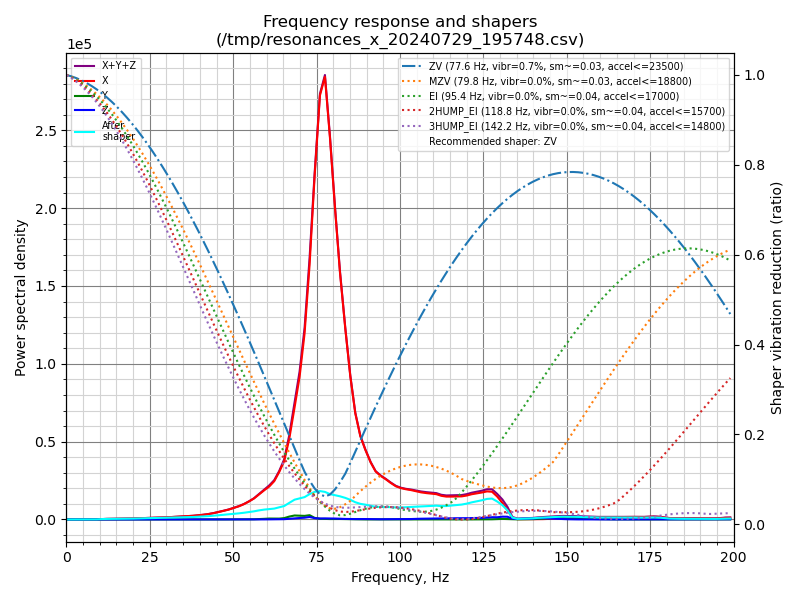 Frequency response and shapers
(/tmp/resonances_x_20240729_195748.csv)
1e5
X+Y+Z
X
Y
Z
After
shaper
ZV (77.6 Hz, vibr=0.7%, sm~=0.03, accel<=23500)
MZV (79.8 Hz, vibr=0.0%, sm~=0.03, accel<=18800)
EI (95.4 Hz, vibr=0.0%, sm~=0.04, accel<=17000)
2HUMP_EI (118.8 Hz, vibr=0.0%, sm~=0.04, accel<=15700)
3HUMP_EI (142.2 Hz, vibr=0.0%, sm~=0.04, accel<=14800)
Recommended shaper: ZV
Power spectral density
2.5
2.0
1.5
1.0
0.5
0.0
1.0
0.8
0.6
0.4
0.2
0.0
Shaper vibration reduction (ratio)
0 25 50 75 100 125 150 175 200
Frequency, Hz